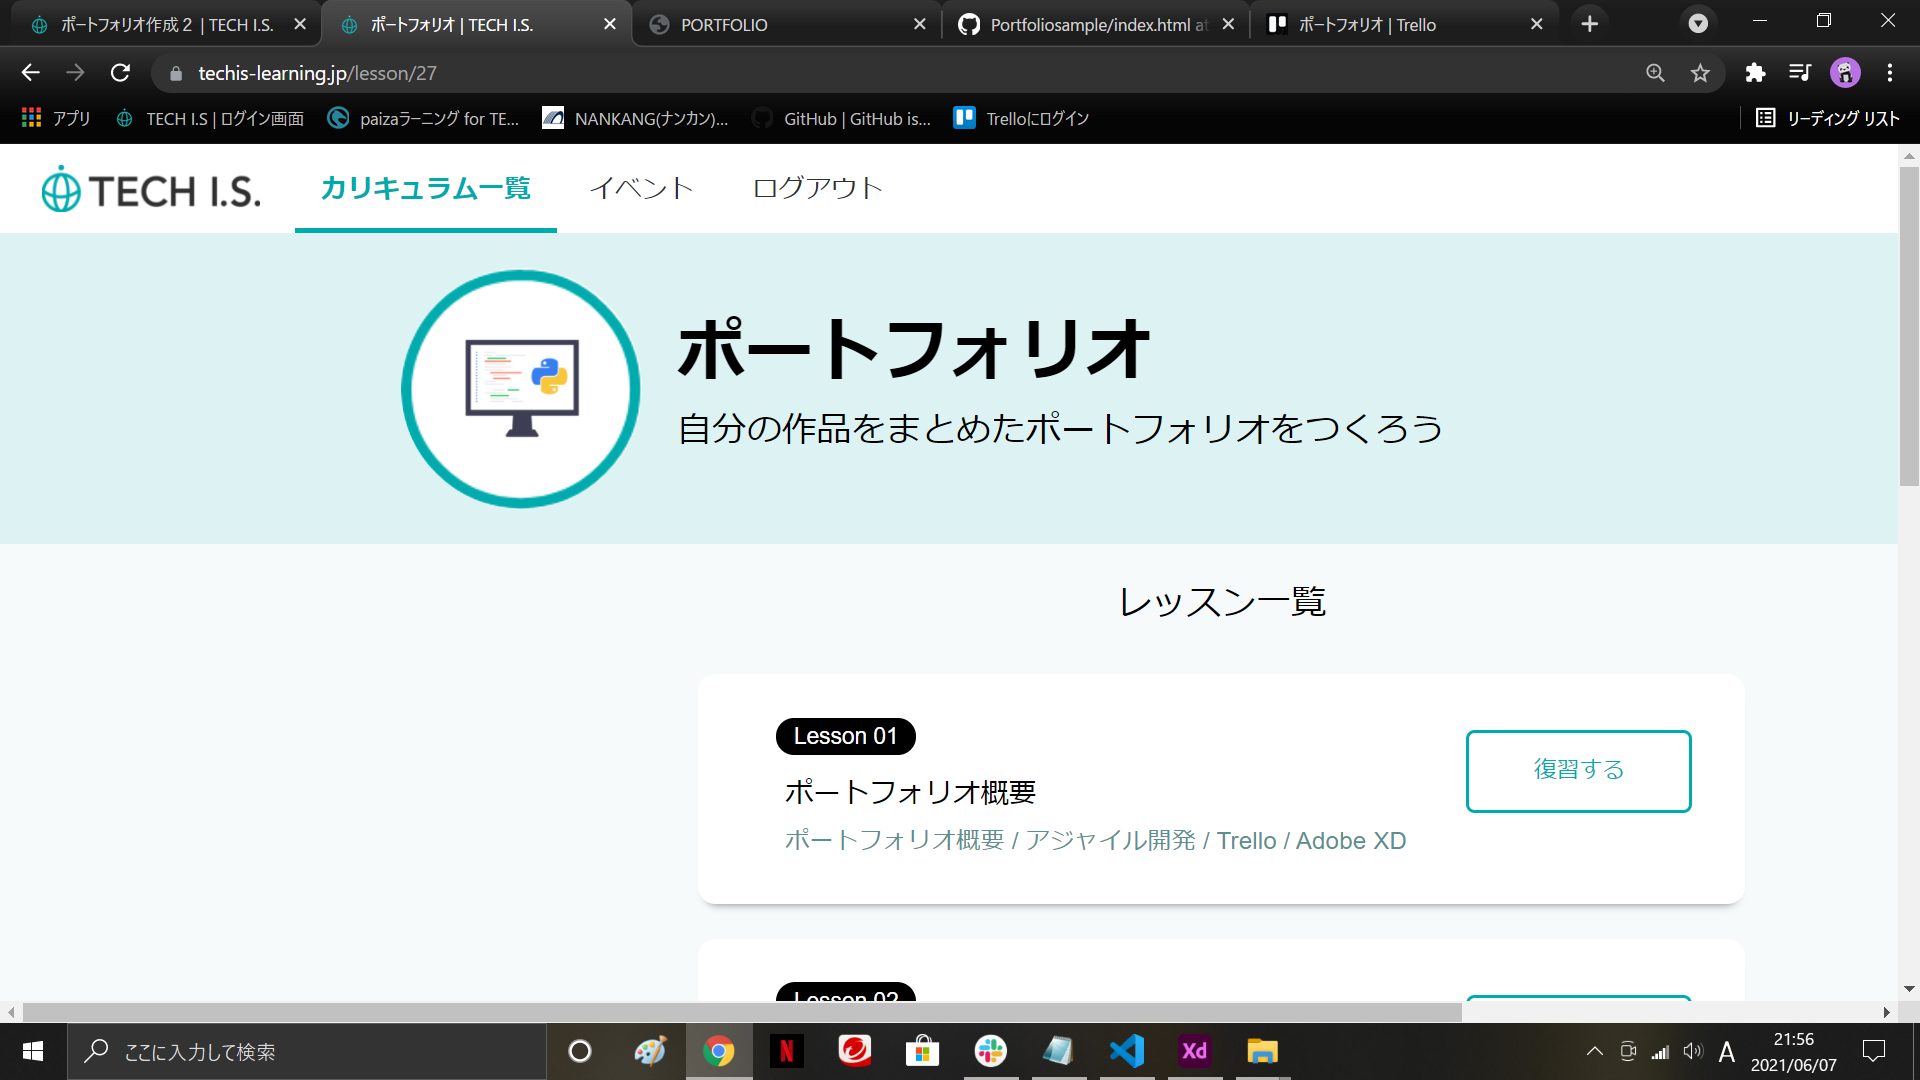 ポートフォリオ作成２ | TECH I.S.
ポートフォリオ | TECH I.S.
PORTFOLIO
Portfoliosample/index.html at
ポートフォリオ | Trello
techis-learning.jp/lesson/27
アプリ
TECH I.S | ログイン画面
paizaラーニング for TE...
NANKANG(ナンカン)...
GitHub | GitHub is...
Trelloにログイン
リーディング リスト
TECH I.S.
カリキュラム一覧
イベント
ログアウト
ポートフォリオ
自分の作品をまとめたポートフォリオをつくろう
レッスン一覧
Lesson 01
復習する
ポートフォリオ概要
ポートフォリオ概要 / アジャイル開発 / Trello / Adobe XD
Lesson 02
ここに入力して検索
N
Xd
A
21:56
2021/06/07